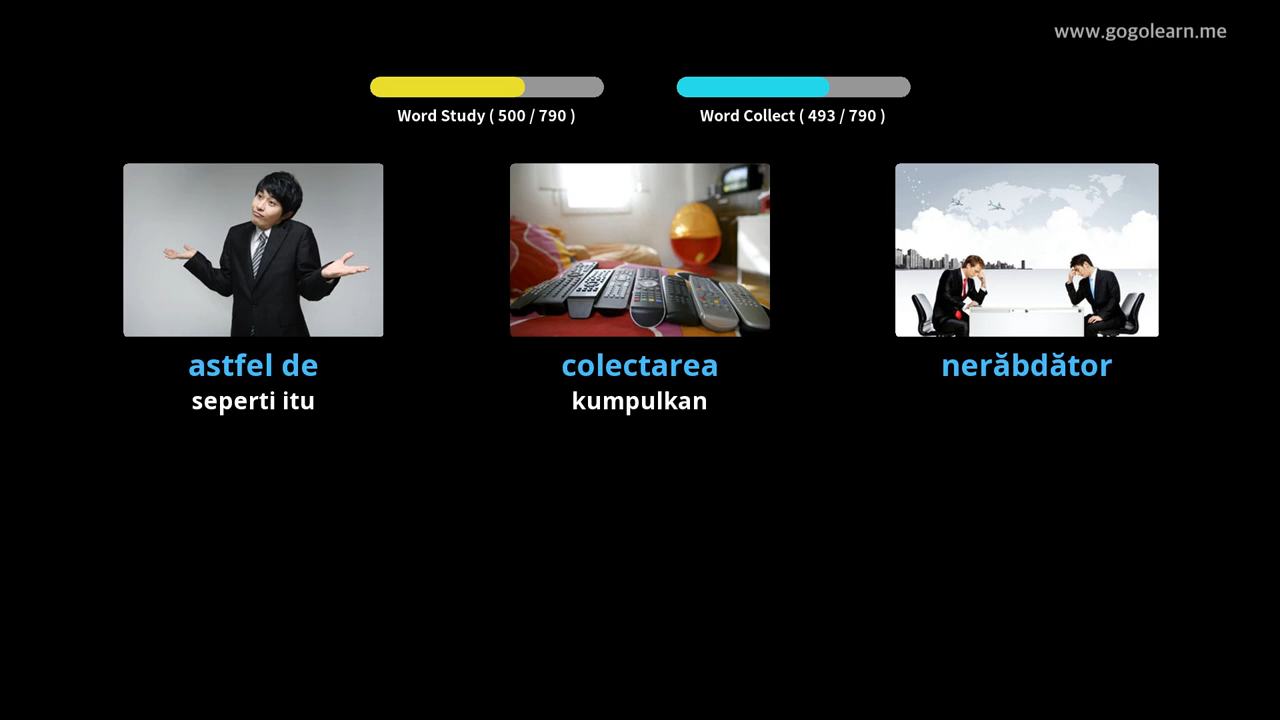 www.gogolearn.me
Word Study ( 500 / 790 )
Word Collect ( 493 / 790 )
astfel de
seperti itu
colectarea
kumpulkan
nerăbdător